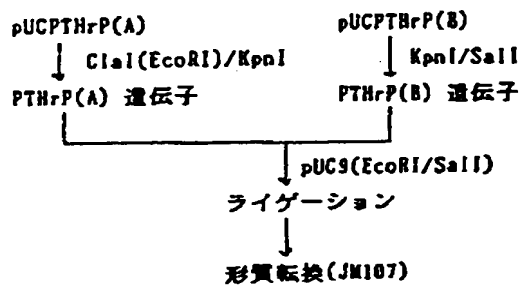 pUCPTHrP(A) pUCPTHrP(B)
ClaI(EcoRI)/KpnI KpnI/SalI
PTHrP(A) 遺伝子 PTHrP(B) 遺伝子
pUC9(EcoRI/SalI)
ライゲーション
形質転換(JM107)